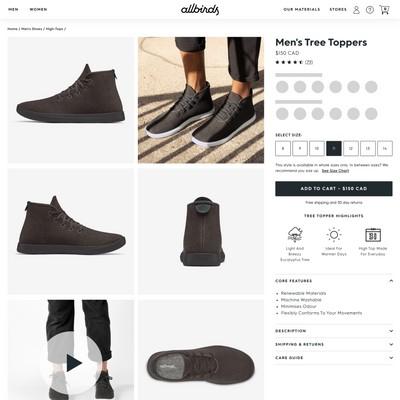 MEN
WOMEN
allbirds
OUR MATERIALS
STORES
Home / Men's Shoes / High-Tops /
Men's Tree Toppers
$150 CAD
SELECT SIZE:
8
9
10
11
12
13
14
This style is available in whole sizes only. In between sizes? We
recommend you size up.
See Size Chart
ADD TO CART - $150 CAD
Free shipping and 30 day returns
TREE TOPPER HIGHLIGHTS
Light And
Breezy
Eucalyptus Tree
Ideal For
Warmer Days
High Top Made
For Everyday
CORE FEATURES
Renewable Materials
Machine Washable
Minimises Odour
Flexibly Conforms To Your Movements
DESCRIPTION
SHIPPING & RETURNS
CARE GUIDE